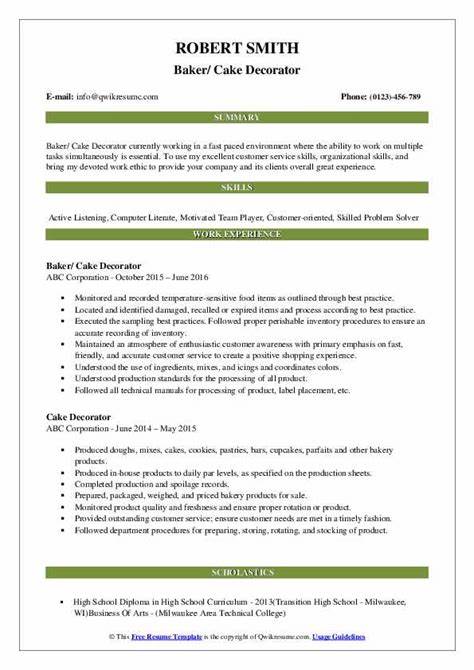 ROBERT SMITH
Baker/ Cake Decorator
E-mail: info@qwikresume.com Phone: (0123)-456-789
SUMMARY
Baker/ Cake Decorator currently working in a fast paced environment where the ability to work on multiple
tasks simultaneously is essential. To use my excellent customer service skills, organizational skills, and
bring my devoted work ethic to provide your company and its clients overall great experience.
SKILLS
Active Listening, Computer Literate, Motivated Team Player, Customer-oriented, Skilled Problem Solver
WORK EXPERIENCE
Baker/ Cake Decorator
ABC Corporation - October 2015 – June 2016
• Monitored and recorded temperature-sensitive food items as outlined through best practice.
• Located and identified damaged, recalled or expired items and process according to best practice.
• Executed the sampling best practices. Followed proper perishable inventory procedures to ensure an
accurate recording of inventory.
• Maintained an atmosphere of enthusiastic customer awareness with primary emphasis on fast,
friendly, and accurate customer service to create a positive shopping experience.
• Understood the importance of, mixing, and correct use of ingredients.
• Understood production standards for the processing of all product.
• Followed all technical manuals for processing of product, label placement, etc.
Cake Decorator
ABC Corporation - June 2014 – May 2015
• Produced doughs, mixes, cakes, cookies, pastries, bars, cupcakes, parfaits and other bakery
products.
• Produced in-house products to daily par levels, as specified on the production sheets.
• Completed production and spoilage records.
• Prepared, packaged, weighed, and priced bakery products for sale.
• Monitored product quality and freshness and ensure proper rotation or product.
• Provided outstanding customer service; ensure customer needs are met in a timely manner.
• Followed department procedures for preparing, storing, rotating, and stocking of product.
SCHOLASTICS
• High School Diploma in High School Curriculum - 2013(Transition High School - Milwaukee,
WI)Business Of Arts - (Milwaukee Area Technical College - Milwaukee, WI)
© This Free Resume Template is the copyright of Qwikresume.com. Usage Guidelines